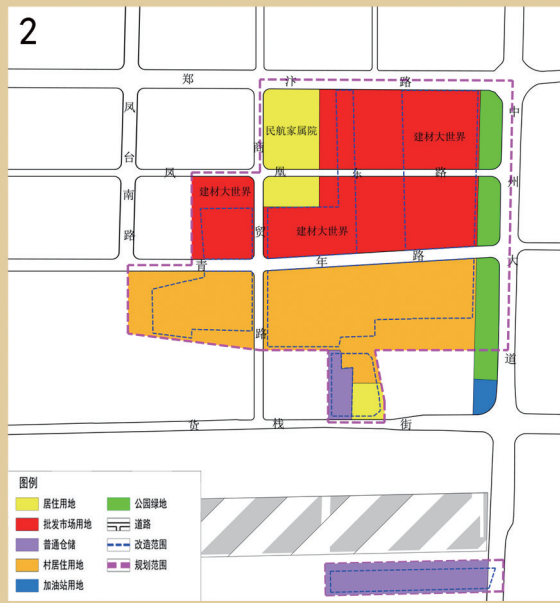 2
郑汴路
凤台南路
商贸路
中州大道
民航家属院
建材大世界
凤凰东路
建材大世界
建材大世界
青年路
货栈街
图例
居住用地
公园绿地
批发市场用地
道路
普通仓储
改造范围
村居住用地
规划范围
加油站用地